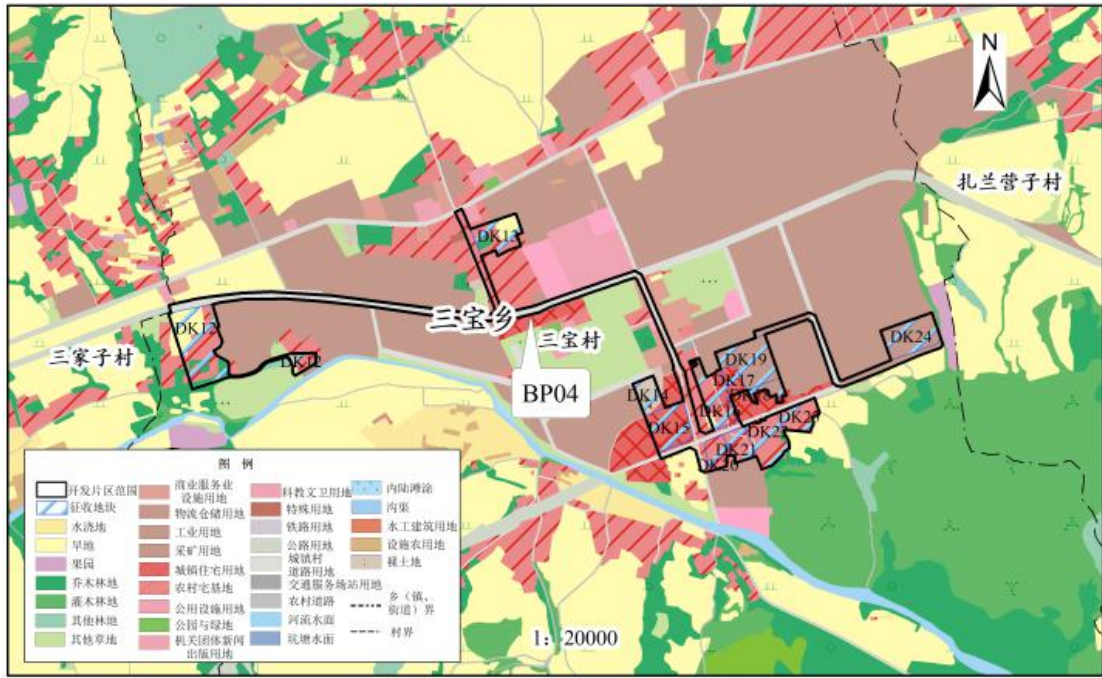 N
扎兰营子村
DK13
DK12
三宝乡
三家子村
三宝村
DK12
DK24
DK19
BP04
DK14
DK17
DK16
DK15
DK22
DK21
DK20
图 例
开发片区范围
征收地块
水浇地
旱地
果园
乔木林地
灌木林地
其他林地
其他草地
商业服务业
设施用地
物流仓储用地
工业用地
采矿用地
城镇住宅用地
农村宅基地
公用设施用地
公园与绿地
机关团体新闻
出版用地
科教文卫用地
特殊用地
铁路用地
公路用地
城镇村
道路用地
交通服务场站用地
农村道路
河流水面
坑塘水面
内陆滩涂
沟渠
水工建筑用地
设施农用地
裸土地
乡（镇、
街道）界
村界
1：20000